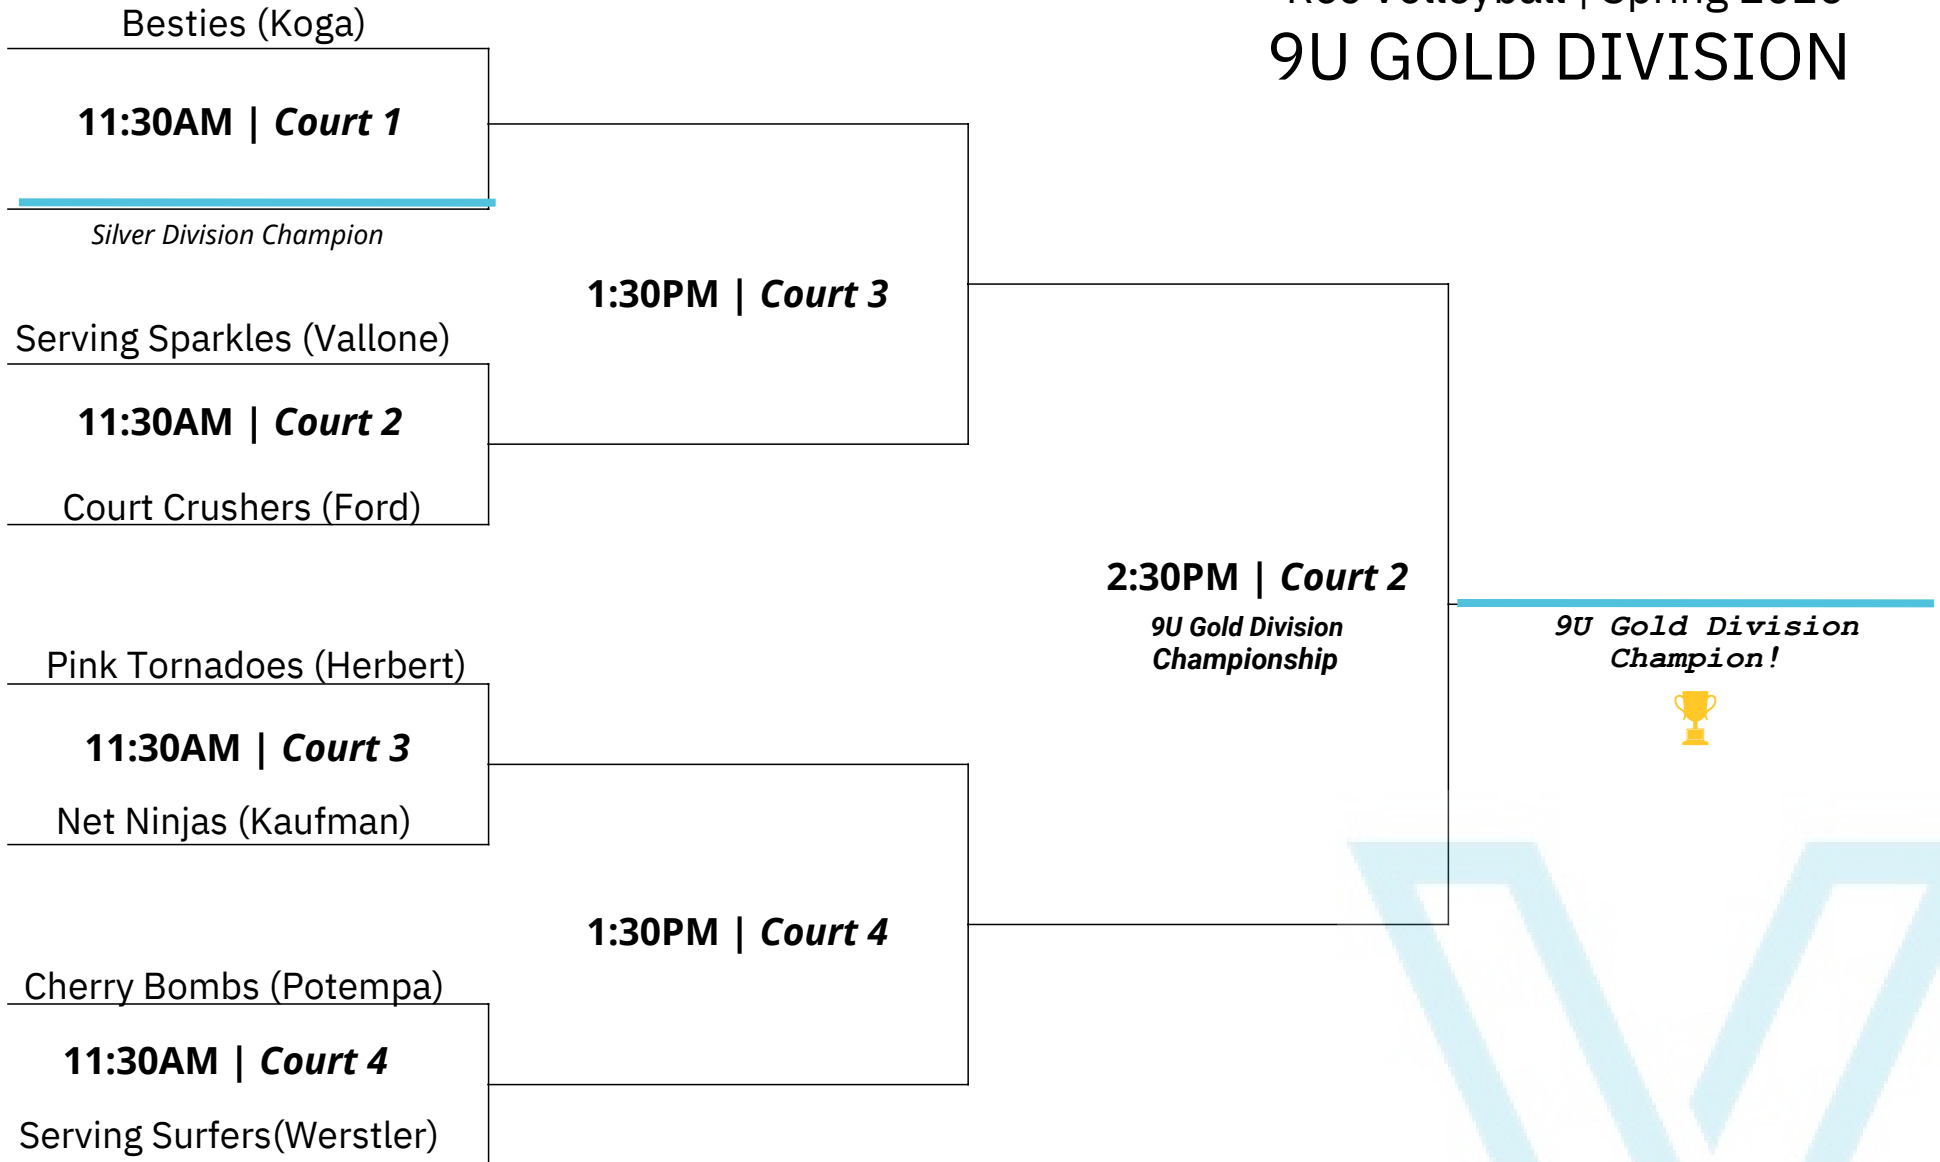 Besties (Koga)
Volleyball | Spring
9U GOLD DIVISION
11:30AM | Court 1
Silver Division Champion
1:30PM | Court 3
Serving Sparkles (Vallone)
11:30AM | Court 2
Court Crushers (Ford)
2:30PM | Court 2
9U Gold Division
Championship
9U Gold Division
Champion!
Pink Tornadoes (Herbert)
11:30AM | Court 3
Net Ninjas (Kaufman)
1:30PM | Court 4
Cherry Bombs (Potempa)
11:30AM | Court 4
Serving Surfers(Werstler)